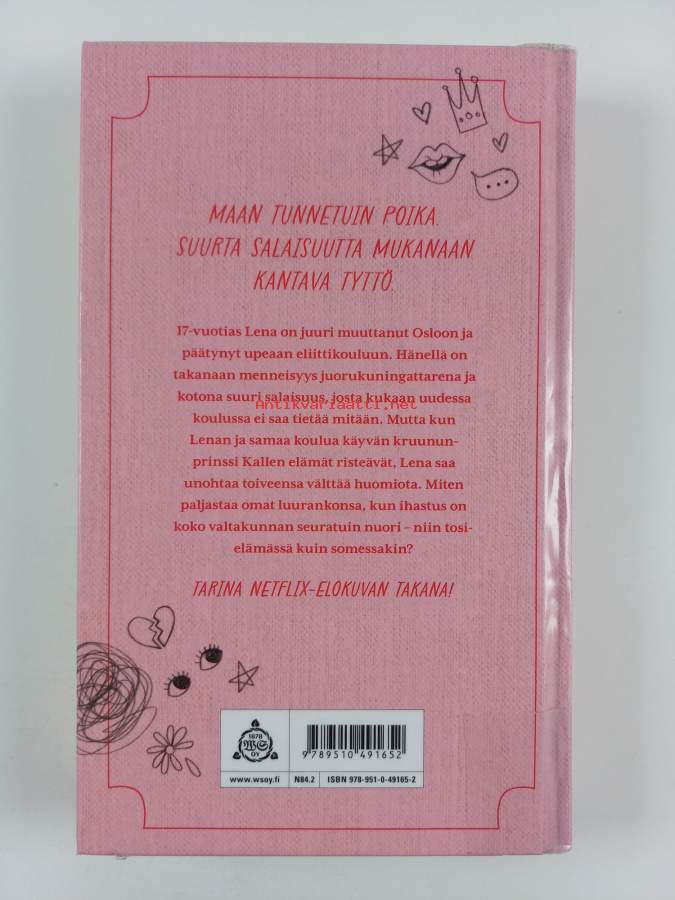 MAAN TUNNETUIN POIKA.
SUURTA SALAISUUTTA MUKANAAN
KANTAVA TYTTÖ.
17-vuotias Lena on juuri muuttanut Osloon ja
päätynyt upeaan eliittikouluun. Hänellä on
takanaan menneisyys juorukuningattarena ja
kotona suuri salaisuus, josta kukaan uudessa
Antikvariaatti.net
koulussa ei saa tietää mitään. Mutta kun
Lenan ja samaa koulua käyvän kruunun-
prinssi Kallen elämät risteävät, Lena saa
unohtaa toiveensa välttää huomiota. Miten
paljastaa omat luurankonsa, kun ihastus on
koko valtakunnan seuratuin nuori – niin tosi-
elämässä kuin somessakin?
TARINA NETFLIX-ELOKUVAN TAKANA!
1878
WS
OY
9789510491652
www.wsoy.fi
N84.2
ISBN 978-951-0-49165-2